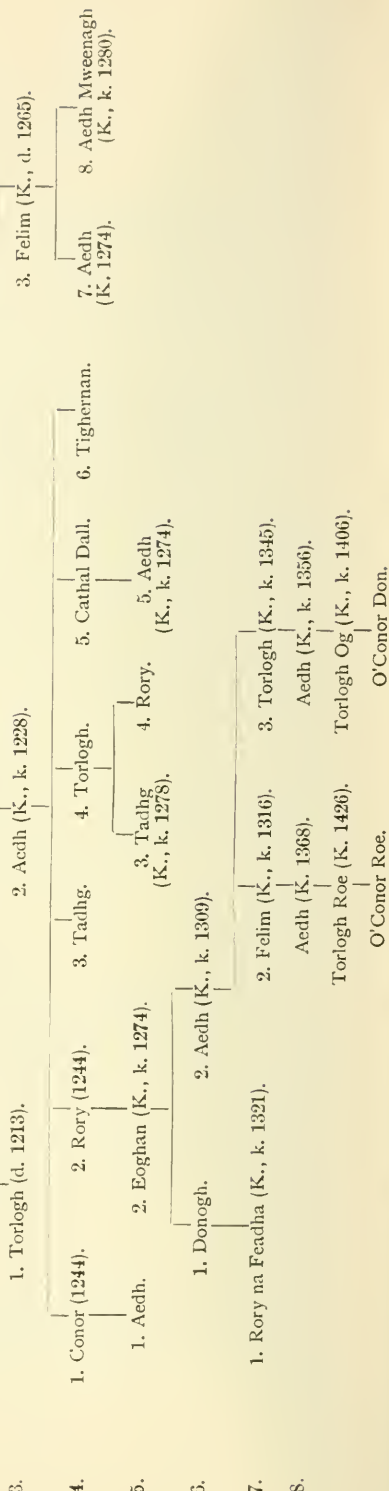 3.
1. Torlogh (d. 1213).
2. Aedh (K., k. 1228).
3. Felim (K., d. 1265).
4.
1. Conor (1244).
2. Rory (1244).
3. Tadhg.
4. Torlogh.
5. Cathal Dall.
6. Tighernan.
7. Aedh
(K. 1274).
8. Aedh Mweenagh
(K., k. 1280).
5.
1. Aedh.
2. Eoghan (K., k. 1274).
3. Tadhg
(K., k. 1278).
4. Rory.
5. Aedh
(K., k. 1274).
6.
1. Donogh.
2. Aedh (K., k. 1309).
7.
1. Rory na Feadha (K., k. 1321).
2. Felim (K., k. 1316).
3. Torlogh (K., k. 1345).
8.
Aedh (K. 1368).
Aedh (K., k. 1356).
Torlogh Roe (K. 1426).
Torlogh Og (K., k. 1406).
O'Conor Roe.
O'Conor Don.